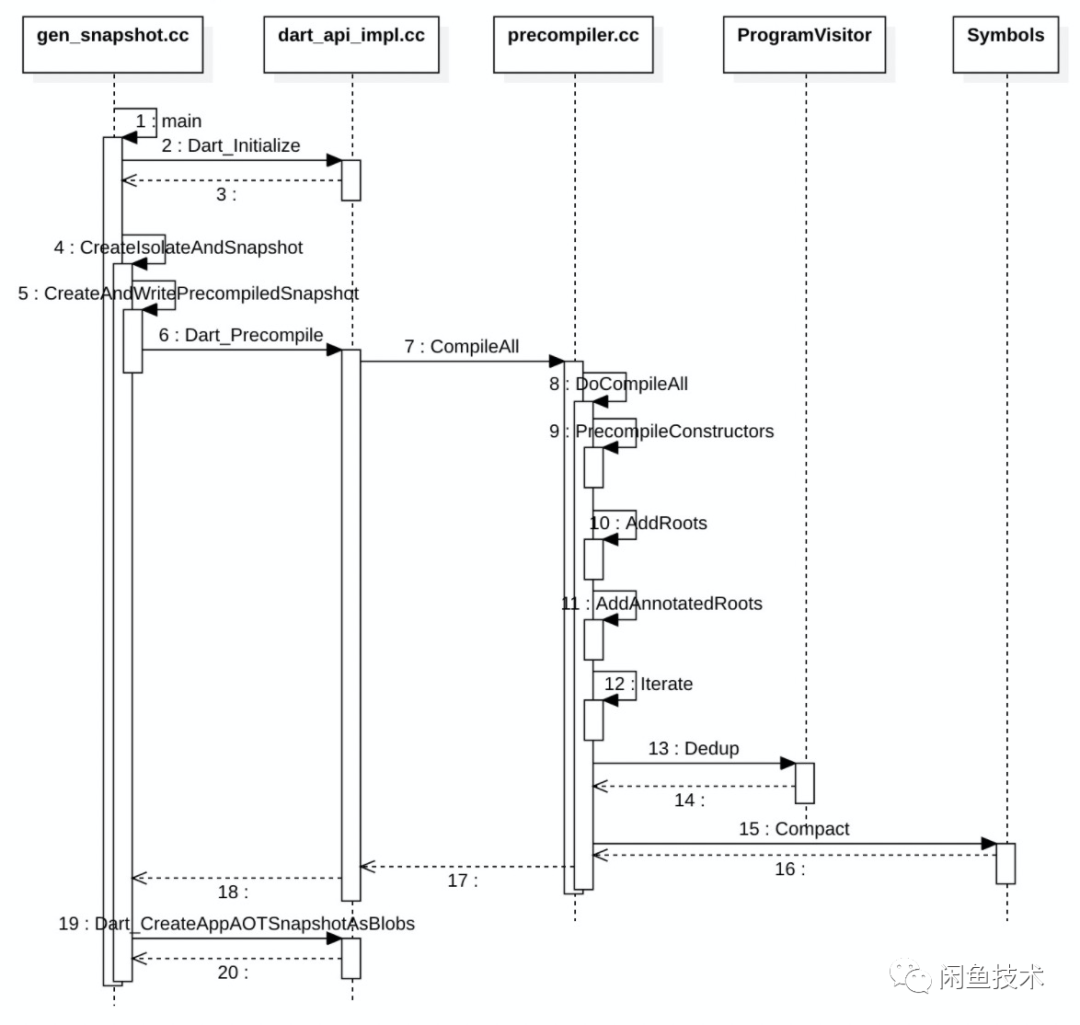 gen_snapshot.cc
dart_api_impl.cc
precompiler.cc
ProgramVisitor
Symbols
1 : main
2 : Dart_Initialize
3 :
4 : CreateIsolateAndSnapshot
5 : CreateAndWritePrecompiledSnapshot
6 : Dart_Precompile
7 : CompileAll
8 : DoCompileAll
9 : PrecompileConstructors
10 : AddRoots
11 : AddAnnotatedRoots
12 : Iterate
13 : Dedup
14 :
15 : Compact
16 :
17 :
18 :
19 : Dart_CreateAppAOTSnapshotAsBlobs
20 :
闲鱼技术